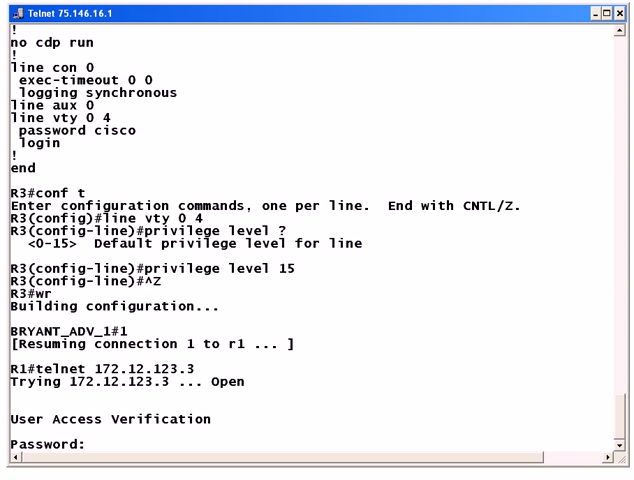 Telnet 75.146.16.1
!
no cdp run
!
line con 0
 exec-timeout 0 0
 logging synchronous
line aux 0
line vty 0 4
 password cisco
 login
!
end
R3#conf t
Enter configuration commands, one per line.  End with CNTL/Z.
R3(config)#line vty 0 4
R3(config-line)#privilege level ?
  <0-15>  Default privilege level for line
R3(config-line)#privilege level 15
R3(config-line)#^Z
R3#wr
Building configuration...
BRYANT_ADV_1#1
[Resuming connection 1 to r1 ... ]
R1#telnet 172.12.123.3
Trying 172.12.123.3 ... Open
User Access Verification
Password: